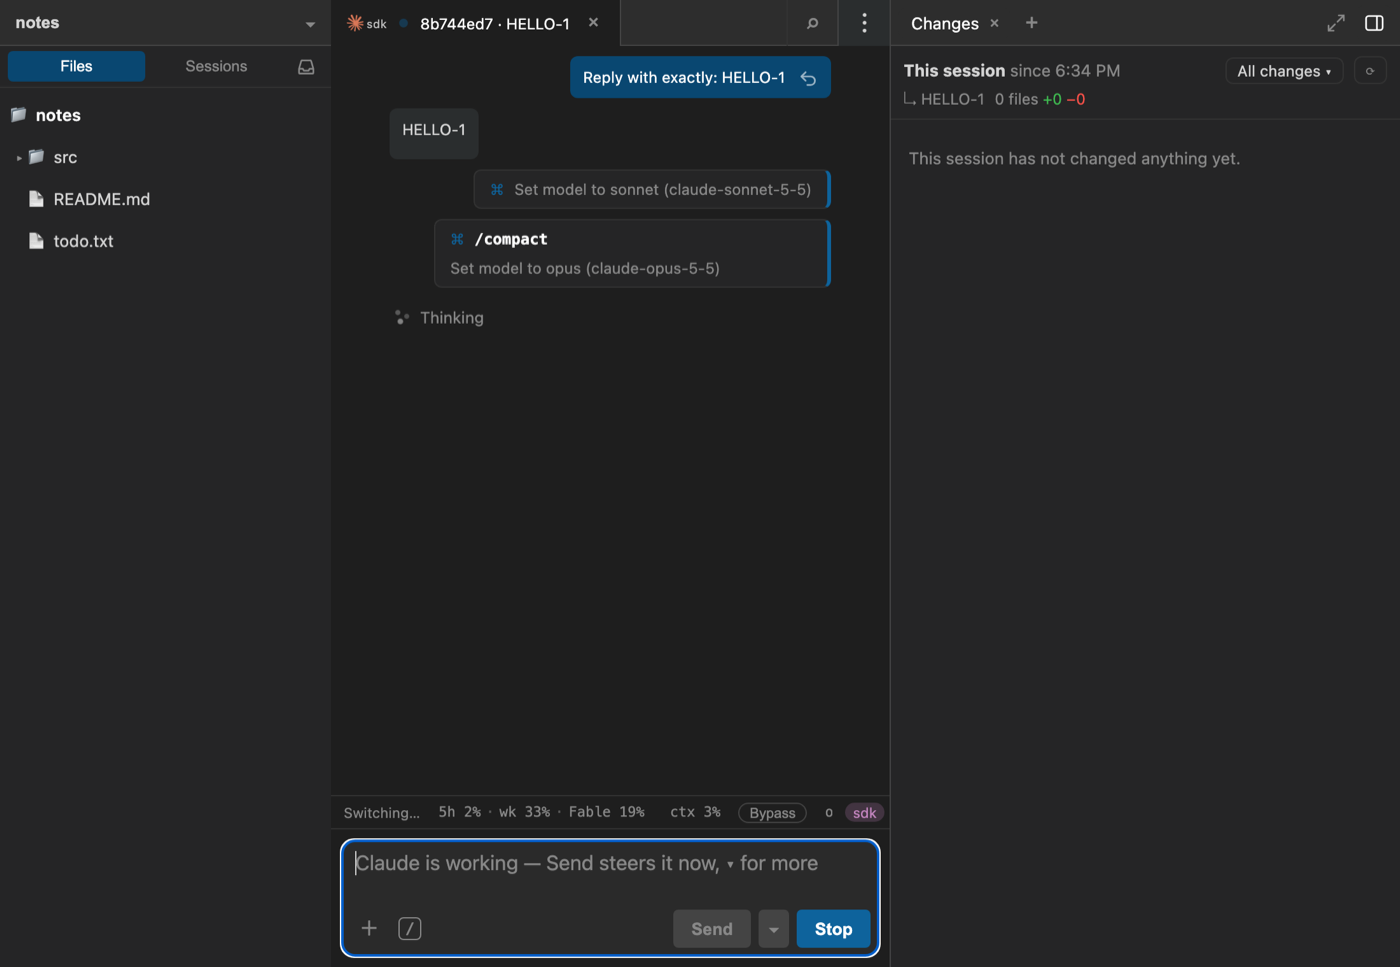 notes
Files
Sessions
notes
src
README.md
todo.txt
sdk
8b744ed7 · HELLO-1
Reply with exactly: HELLO-1
HELLO-1
⌘ Set model to sonnet (claude-sonnet-5-5)
⌘ /compact
Set model to opus (claude-opus-5-5)
Thinking
Switching...
5h 2% · wk 33% · Fable 19%
ctx 3%
Bypass
sdk
Claude is working — Send steers it now, ▾ for more
Send
Stop
Changes
This session since 6:34 PM
All changes ▾
HELLO-1 0 files +0 −0
This session has not changed anything yet.